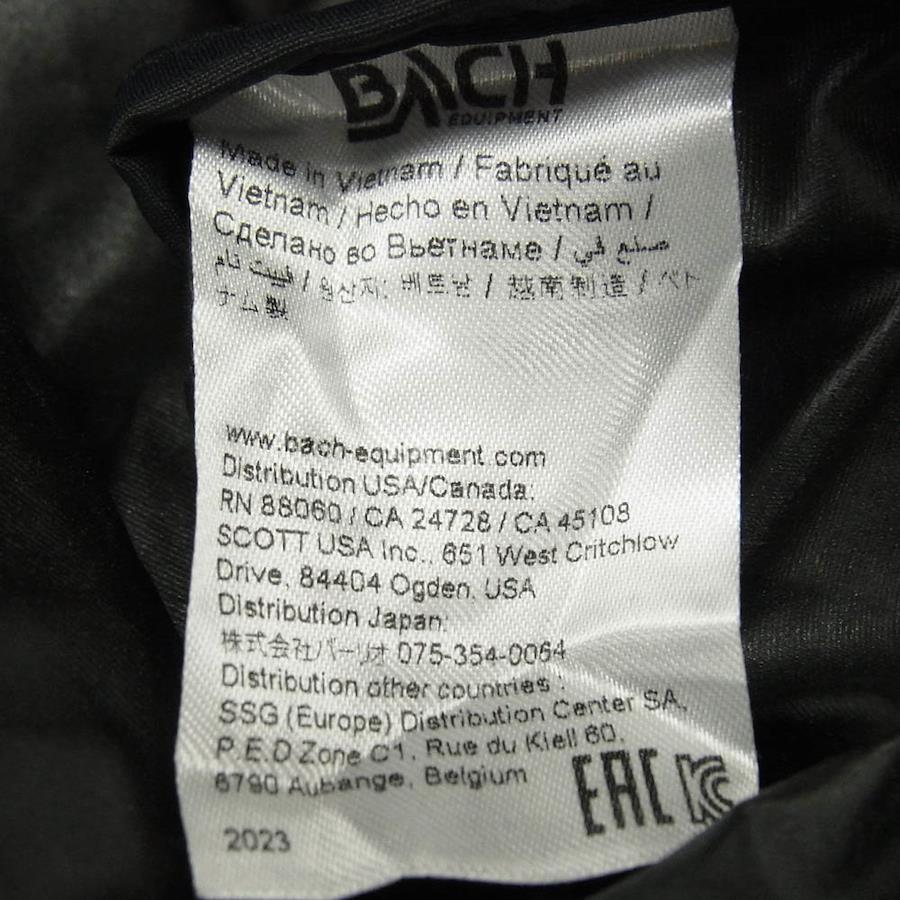 BACH
EQUIPMENT
Made in Vietnam / Fabriqué au
Vietnam / Hecho en Vietnam /
Сделано во Вьетнаме / صنع في
فييت نام / 원산지: 베트남 / 越南制造 / ベト
ナム製
www.bach-equipment.com
Distribution USA/Canada:
RN 88060 / CA 24728 / CA 45108
SCOTT USA Inc., 651 West Critchlow
Drive, 84404 Ogden, USA
Distribution Japan:
株式会社バーリオ 075-354-0064
Distribution other countries :
SSG (Europe) Distribution Center SA,
P.E.D Zone C1, Rue du Kiell 60,
6790 Aubange, Belgium
EAC KC
2023